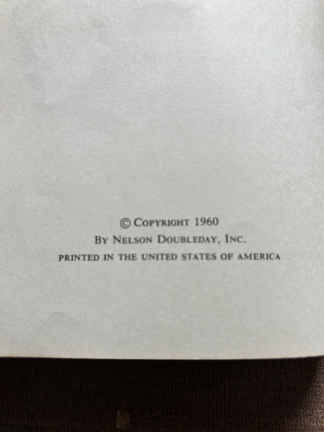 © Copyright 1960
By Nelson Doubleday, Inc.
PRINTED IN THE UNITED STATES OF AMERICA